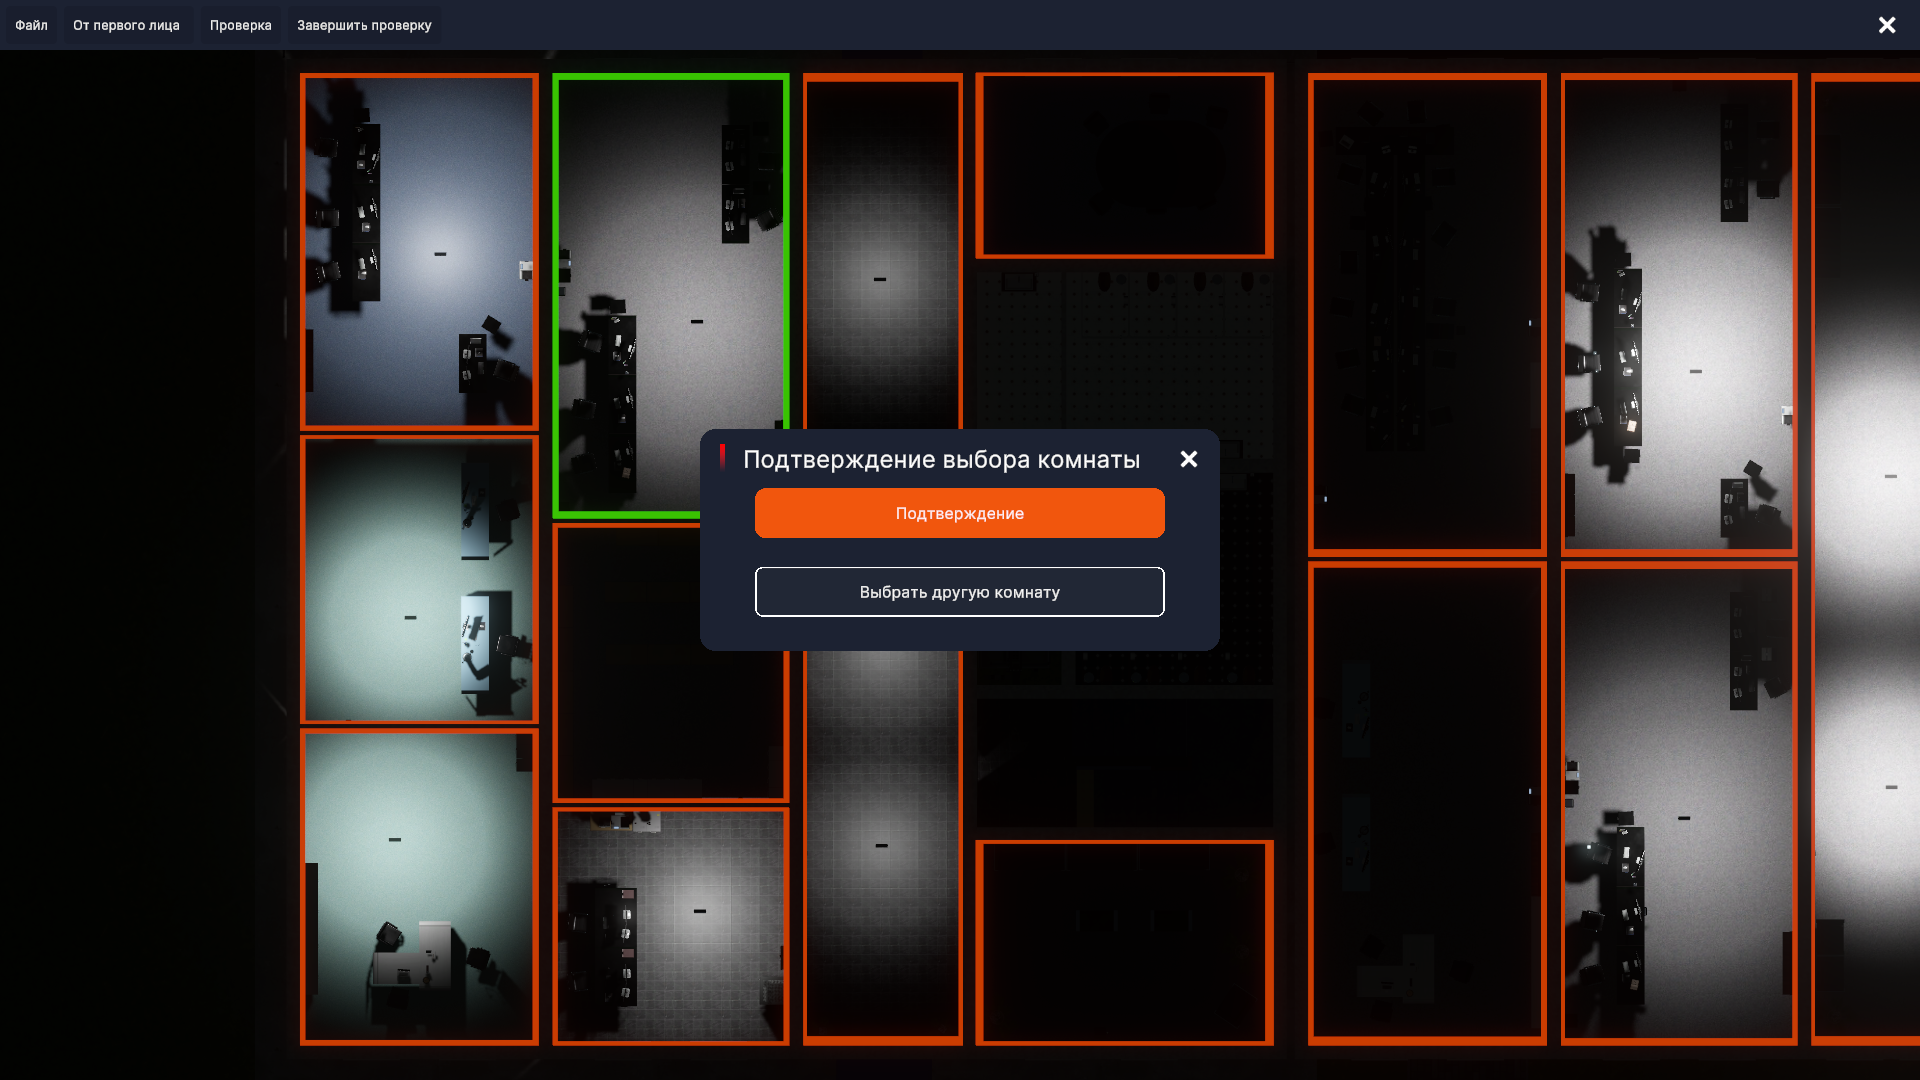 Файл
От первого лица
Проверка
Завершить проверку
Подтверждение выбора комнаты
Подтверждение
Выбрать другую комнату